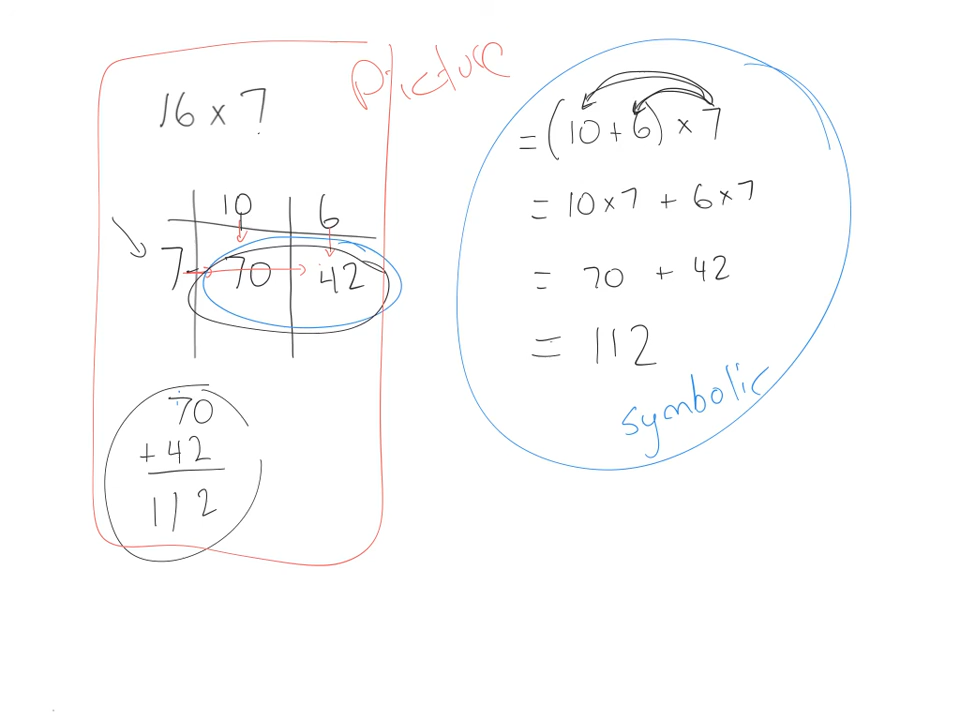 Picture
16 x 7
10 6
7 70 42
70
+ 42
112
= (10 + 6) x 7
= 10 x 7 + 6 x 7
= 70 + 42
= 112
symbolic